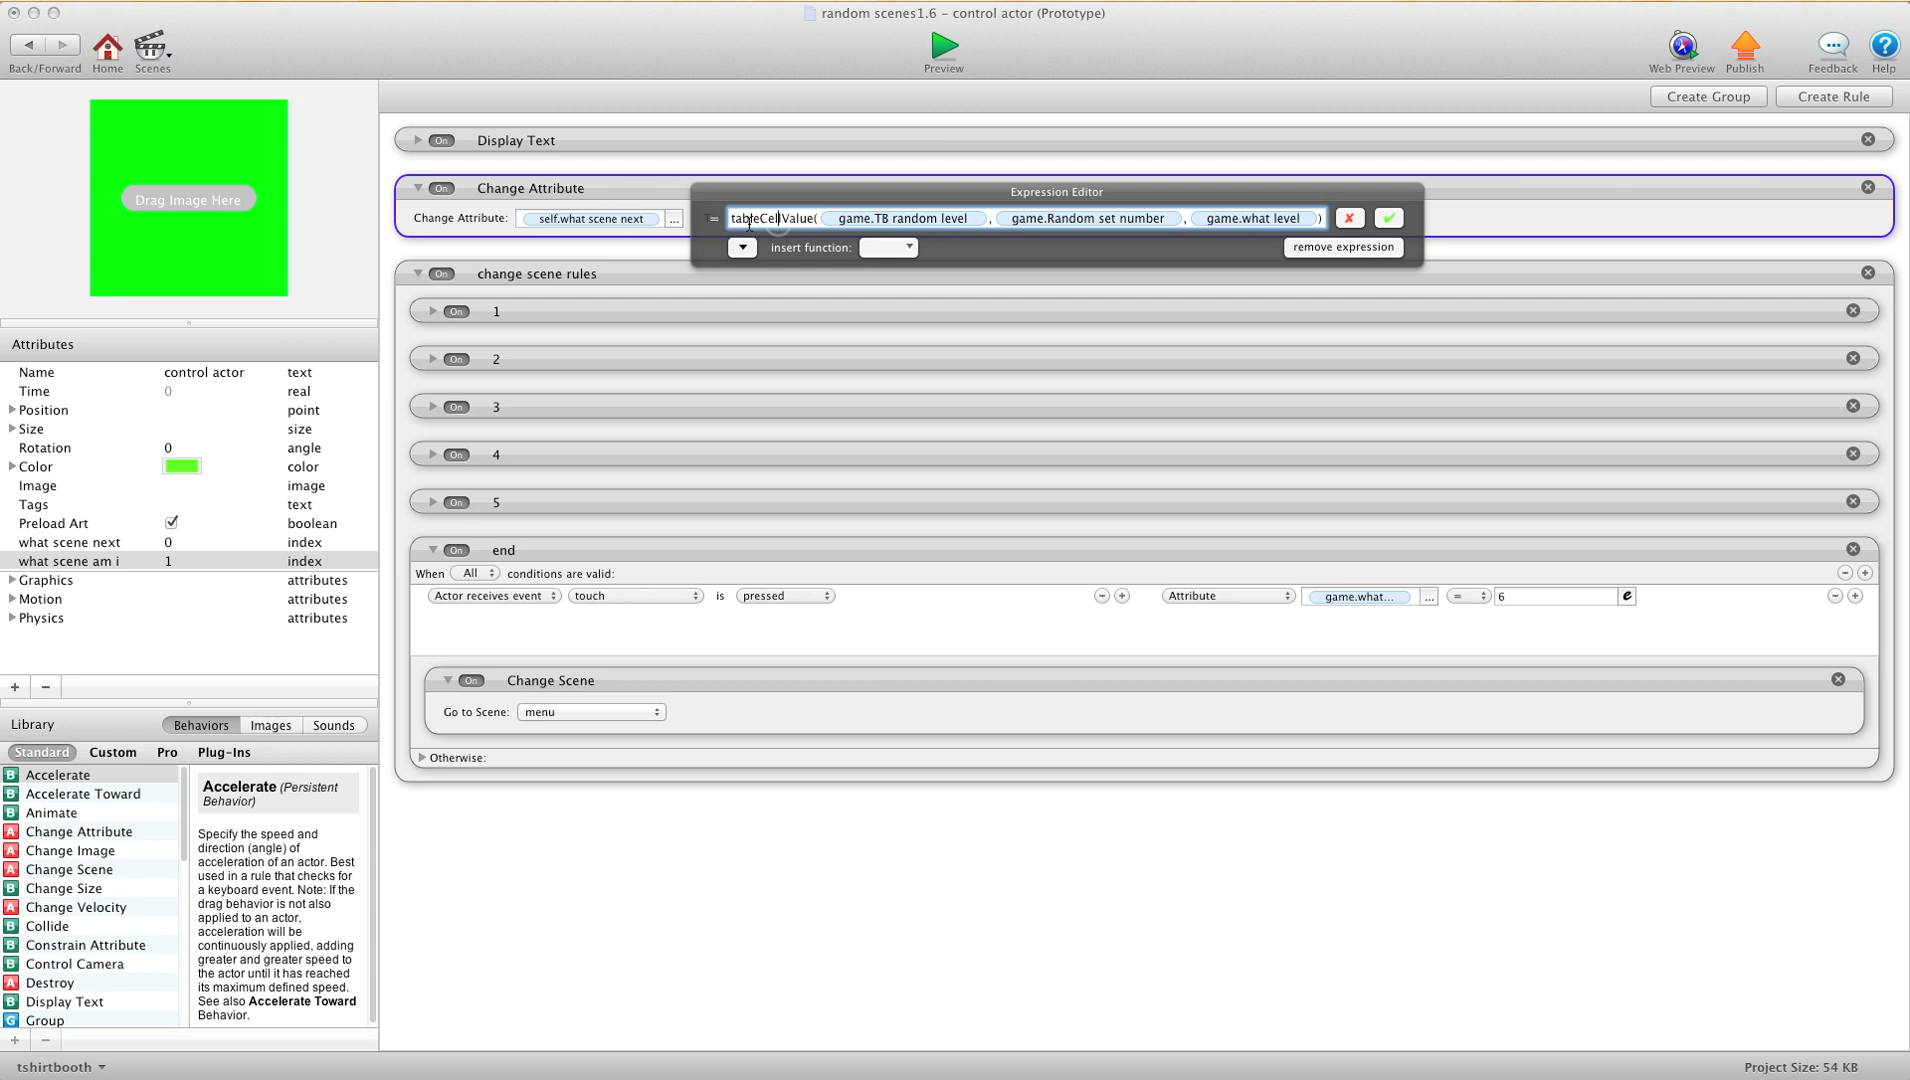 random scenes1.6 – control actor (Prototype)
Back/Forward
Home
Scenes
Preview
Web Preview
Publish
Feedback
Help
Create Group
Create Rule
Drag Image Here
Display Text
On
Change Attribute
On
Change Attribute:
self.what scene next
...
Expression Editor
=
tableCellValue( game.TB random level , game.Random set number , game.what level )
insert function:
remove expression
On
change scene rules
On
1
On
2
On
3
On
4
On
5
On
end
When All conditions are valid:
Actor receives event touch is pressed Attribute game.what... ... = 6 e
On
Change Scene
Go to Scene: menu
Otherwise:
Attributes
Name control actor text
Time 0 real
Position point
Size size
Rotation 0 angle
Color color
Image image
Tags text
Preload Art boolean
what scene next 0 index
what scene am i 1 index
Graphics attributes
Motion attributes
Physics attributes
+ −
Library
Behaviors Images Sounds
Standard Custom Pro Plug-Ins
B Accelerate
B Accelerate Toward
B Animate
A Change Attribute
A Change Image
A Change Scene
B Change Size
A Change Velocity
B Collide
B Constrain Attribute
B Control Camera
A Destroy
B Display Text
G Group
Accelerate (Persistent
Behavior)
Specify the speed and
direction (angle) of
acceleration of an actor. Best
used in a rule that checks for
a keyboard event. Note: If the
drag behavior is not also
applied to an actor,
acceleration will be
continuously applied, adding
greater and greater speed to
the actor until it has reached
its maximum defined speed.
See also Accelerate Toward
Behavior.
+ −
tshirtbooth
Project Size: 54 KB